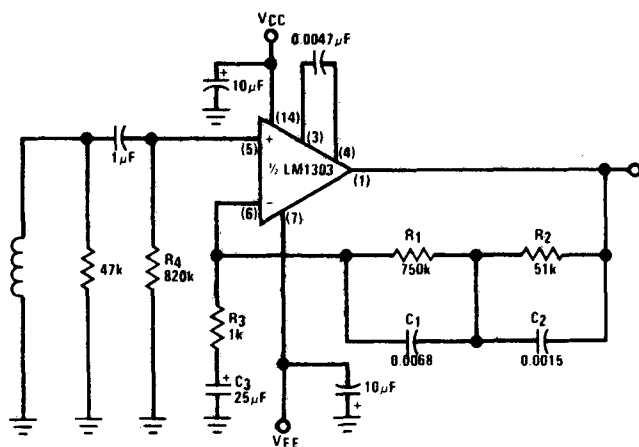 VCC
0.0047µF
+
10µF
(14)
(3)
1µF
(5)
+
(4)
½ LM1303
(1)
(6)
−
(7)
47k
R4
820k
R1
750k
R2
51k
R3
1k
C1
0.0068
C2
0.0015
+
C3
25µF
10µF
+
VEE